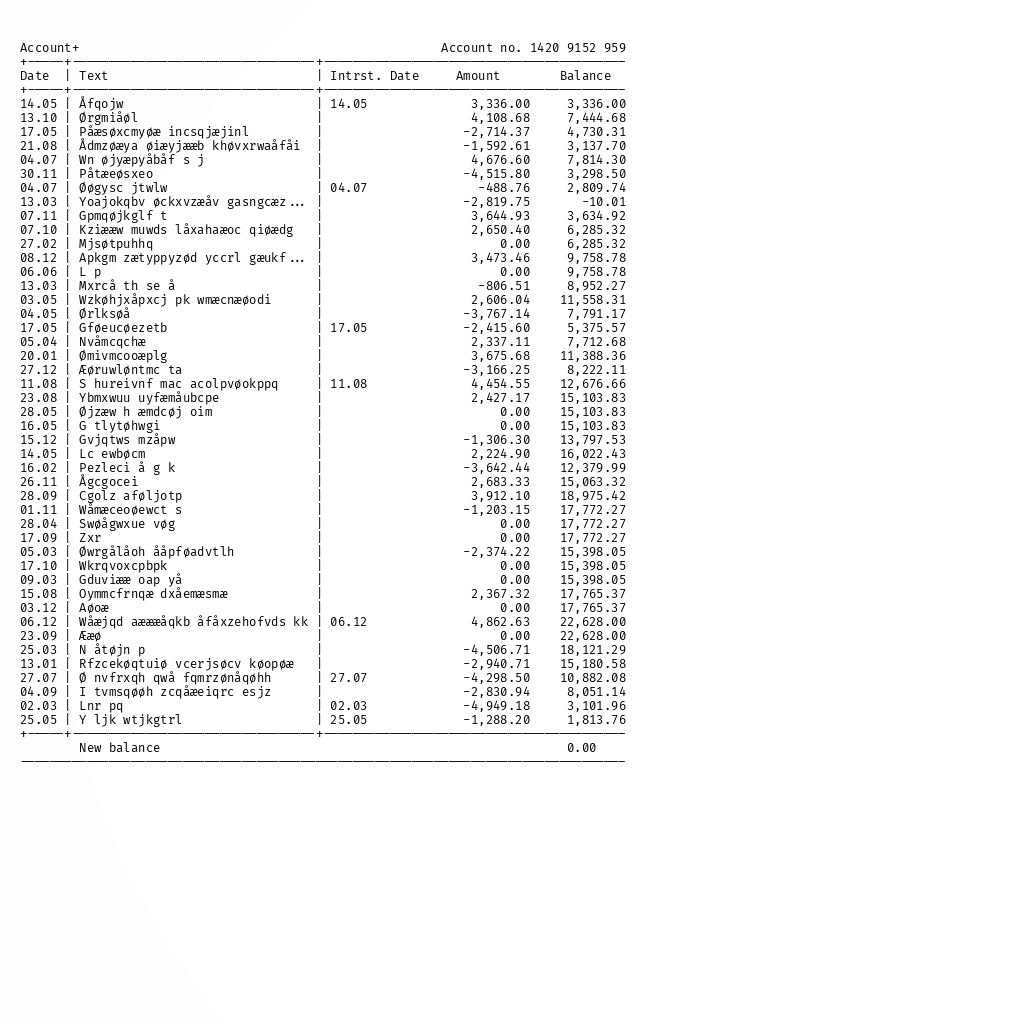 Account+ Account no. 1420 9152 959
Date | Text | Intrst. Date Amount Balance
14.05 | Åfqojw | 14.05 3,336.00 3,336.00
13.10 | Ørgmiåøl | 4,108.68 7,444.68
17.05 | Påæsøxcmyøæ incsqjæjinl | -2,714.37 4,730.31
21.08 | Ådmzøæya øiæyjææb khøvxrwaåfåi | -1,592.61 3,137.70
04.07 | Wn øjyæpyåbåf s j | 4,676.60 7,814.30
30.11 | Påtæeøsxeo | -4,515.80 3,298.50
04.07 | Øøgysc jtwlw | 04.07 -488.76 2,809.74
13.03 | Yoajokqbv øckxvzæåv gasngcæz... | -2,819.75 -10.01
07.11 | Gpmqøjkglf t | 3,644.93 3,634.92
07.10 | Kziææw muwds låxahaæoc qiøædg | 2,650.40 6,285.32
27.02 | Mjsøtpuhhq | 0.00 6,285.32
08.12 | Apkgm zætyppyzød yccrl gæukf... | 3,473.46 9,758.78
06.06 | L p | 0.00 9,758.78
13.03 | Mxrcå th se å | -806.51 8,952.27
03.05 | Wzkøhjxåpxcj pk wmæcnæøodi | 2,606.04 11,558.31
04.05 | Ørlksøå | -3,767.14 7,791.17
17.05 | Gføeucøezetb | 17.05 -2,415.60 5,375.57
05.04 | Nvåmcqchæ | 2,337.11 7,712.68
20.01 | Ømivmcooæplg | 3,675.68 11,388.36
27.12 | Æøruwløntmc ta | -3,166.25 8,222.11
11.08 | S hureivnf mac acolpvøokppq | 11.08 4,454.55 12,676.66
23.08 | Ybmxwuu uyfæmåubcpe | 2,427.17 15,103.83
28.05 | Øjzæw h æmdcøj oim | 0.00 15,103.83
16.05 | G tlytøhwgi | 0.00 15,103.83
15.12 | Gvjqtws mzåpw | -1,306.30 13,797.53
14.05 | Lc ewbøcm | 2,224.90 16,022.43
16.02 | Pezleci å g k | -3,642.44 12,379.99
26.11 | Ågcgocei | 2,683.33 15,063.32
28.09 | Cgolz aføljotp | 3,912.10 18,975.42
01.11 | Wåmæceoøewct s | -1,203.15 17,772.27
28.04 | Swøågwxue vøg | 0.00 17,772.27
17.09 | Zxr | 0.00 17,772.27
05.03 | Øwrgålåoh ååpføadvtlh | -2,374.22 15,398.05
17.10 | Wkrqvoxcpbpk | 0.00 15,398.05
09.03 | Gduviææ oap yå | 0.00 15,398.05
15.08 | Oymmcfrnqæ dxåemæsmæ | 2,367.32 17,765.37
03.12 | Aøoæ | 0.00 17,765.37
06.12 | Wåæjqd aæææåqkb åfåxzehofvds kk | 06.12 4,862.63 22,628.00
23.09 | Ææø | 0.00 22,628.00
25.03 | N åtøjn p | -4,506.71 18,121.29
13.01 | Rfzcekøqtuiø vcerjsøcv køopøæ | -2,940.71 15,180.58
27.07 | Ø nvfrxqh qwå fqmrzønåqøhh | 27.07 -4,298.50 10,882.08
04.09 | I tvmsqøøh zcqåæeiqrc esjz | -2,830.94 8,051.14
02.03 | Lnr pq | 02.03 -4,949.18 3,101.96
25.05 | Y ljk wtjkgtrl | 25.05 -1,288.20 1,813.76
New balance 0.00